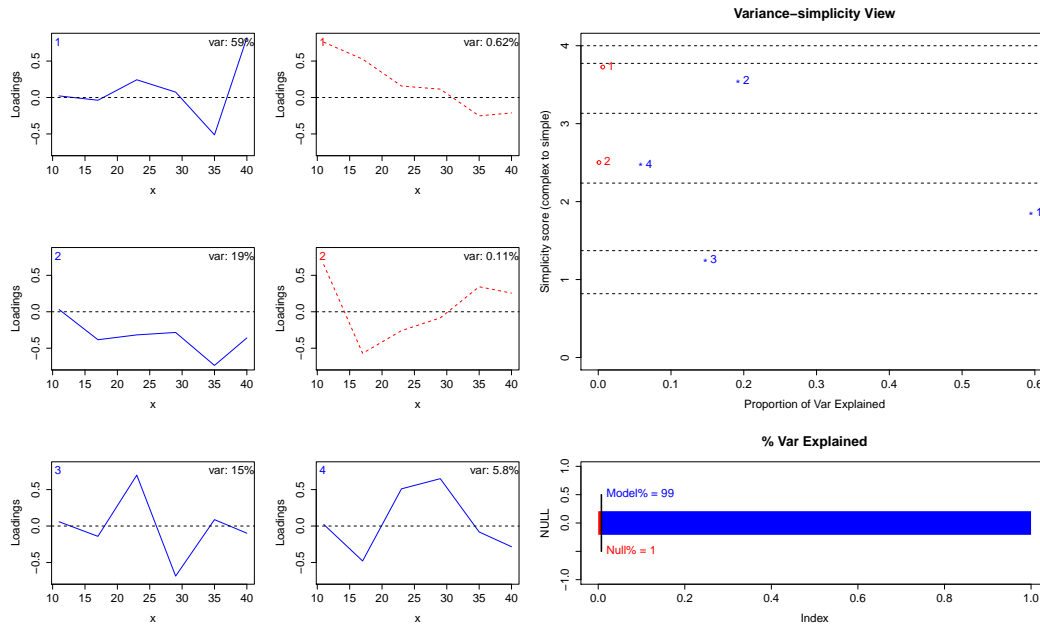 1
var: 59%
Loadings
0.5
0.0
−0.5
10 15 20 25 30 35 40
x
1
var: 0.62%
Loadings
0.5
0.0
−0.5
10 15 20 25 30 35 40
x
2
var: 19%
Loadings
0.5
0.0
−0.5
10 15 20 25 30 35 40
x
2
var: 0.11%
Loadings
0.5
0.0
−0.5
10 15 20 25 30 35 40
x
3
var: 15%
Loadings
0.5
0.0
−0.5
10 15 20 25 30 35 40
x
4
var: 5.8%
Loadings
0.5
0.0
−0.5
10 15 20 25 30 35 40
x
Variance−simplicity View
Simplicity score (complex to simple)
4
3
2
1
0
1
2
2
4
1
3
0.0 0.1 0.2 0.3 0.4 0.5 0.6
Proportion of Var Explained
% Var Explained
NULL
1.0
0.5
0.0
−1.0
Model% = 99
Null% = 1
0.0 0.2 0.4 0.6 0.8 1.0
Index